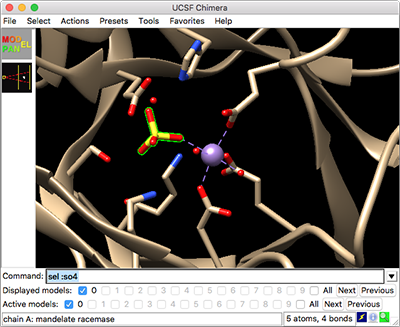 UCSF Chimera
File Select Actions Presets Tools Favorites Help
MOD EL
PAN
Command: sel :so4
Displayed models: 0 1 2 3 4 5 6 7 8 9 All Next Previous
Active models: 0 1 2 3 4 5 6 7 8 9 All Next Previous
chain A: mandelate racemase 5 atoms, 4 bonds